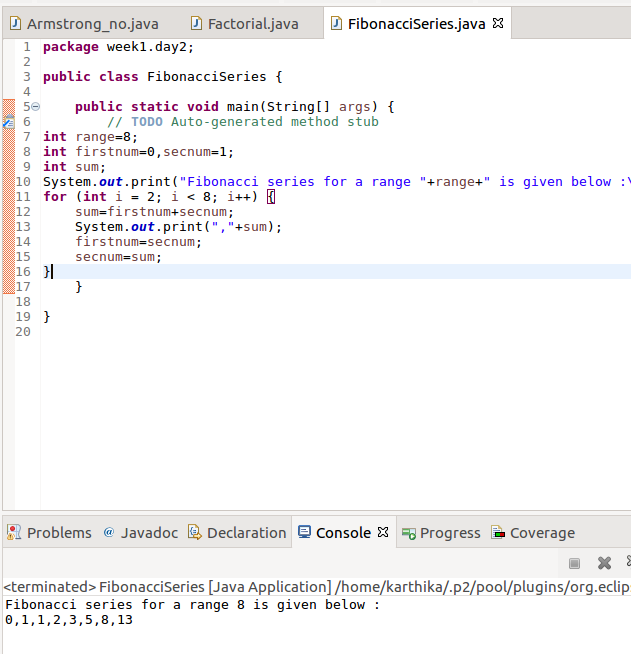 Armstrong_no.java Factorial.java FibonacciSeries.java
1 package week1.day2;
2
3 public class FibonacciSeries {
4
5 public static void main(String[] args) {
6 // TODO Auto-generated method stub
7 int range=8;
8 int firstnum=0,secnum=1;
9 int sum;
10 System.out.print("Fibonacci series for a range "+range+" is given below :\
11 for (int i = 2; i < 8; i++) {
12 sum=firstnum+secnum;
13 System.out.print(","+sum);
14 firstnum=secnum;
15 secnum=sum;
16 }
17 }
18
19 }
20
Problems @ Javadoc Declaration Console Progress Coverage
<terminated> FibonacciSeries [Java Application] /home/karthika/.p2/pool/plugins/org.eclip
Fibonacci series for a range 8 is given below :
0,1,1,2,3,5,8,13